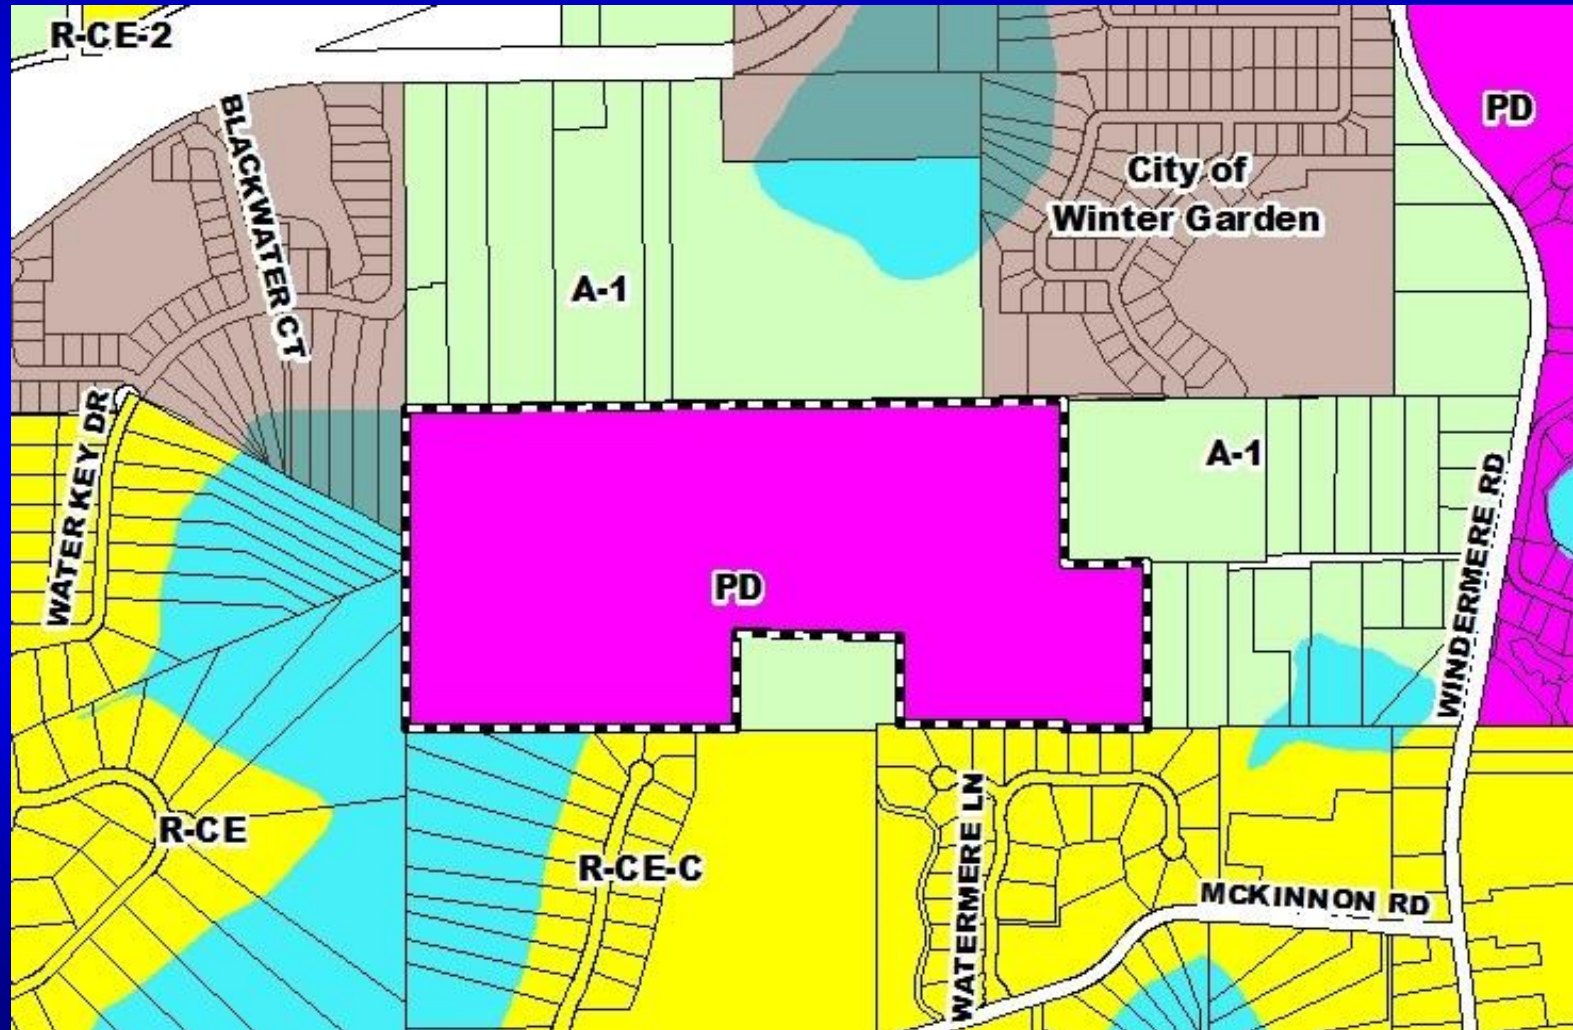 R-CE-2
BLACKWATER CT
PD
City of
Winter Garden
A-1
WATER KEY DR
A-1
WINDERMERE RD
PD
R-CE
R-CE-C
WATERMERE LN
MCKINNON RD